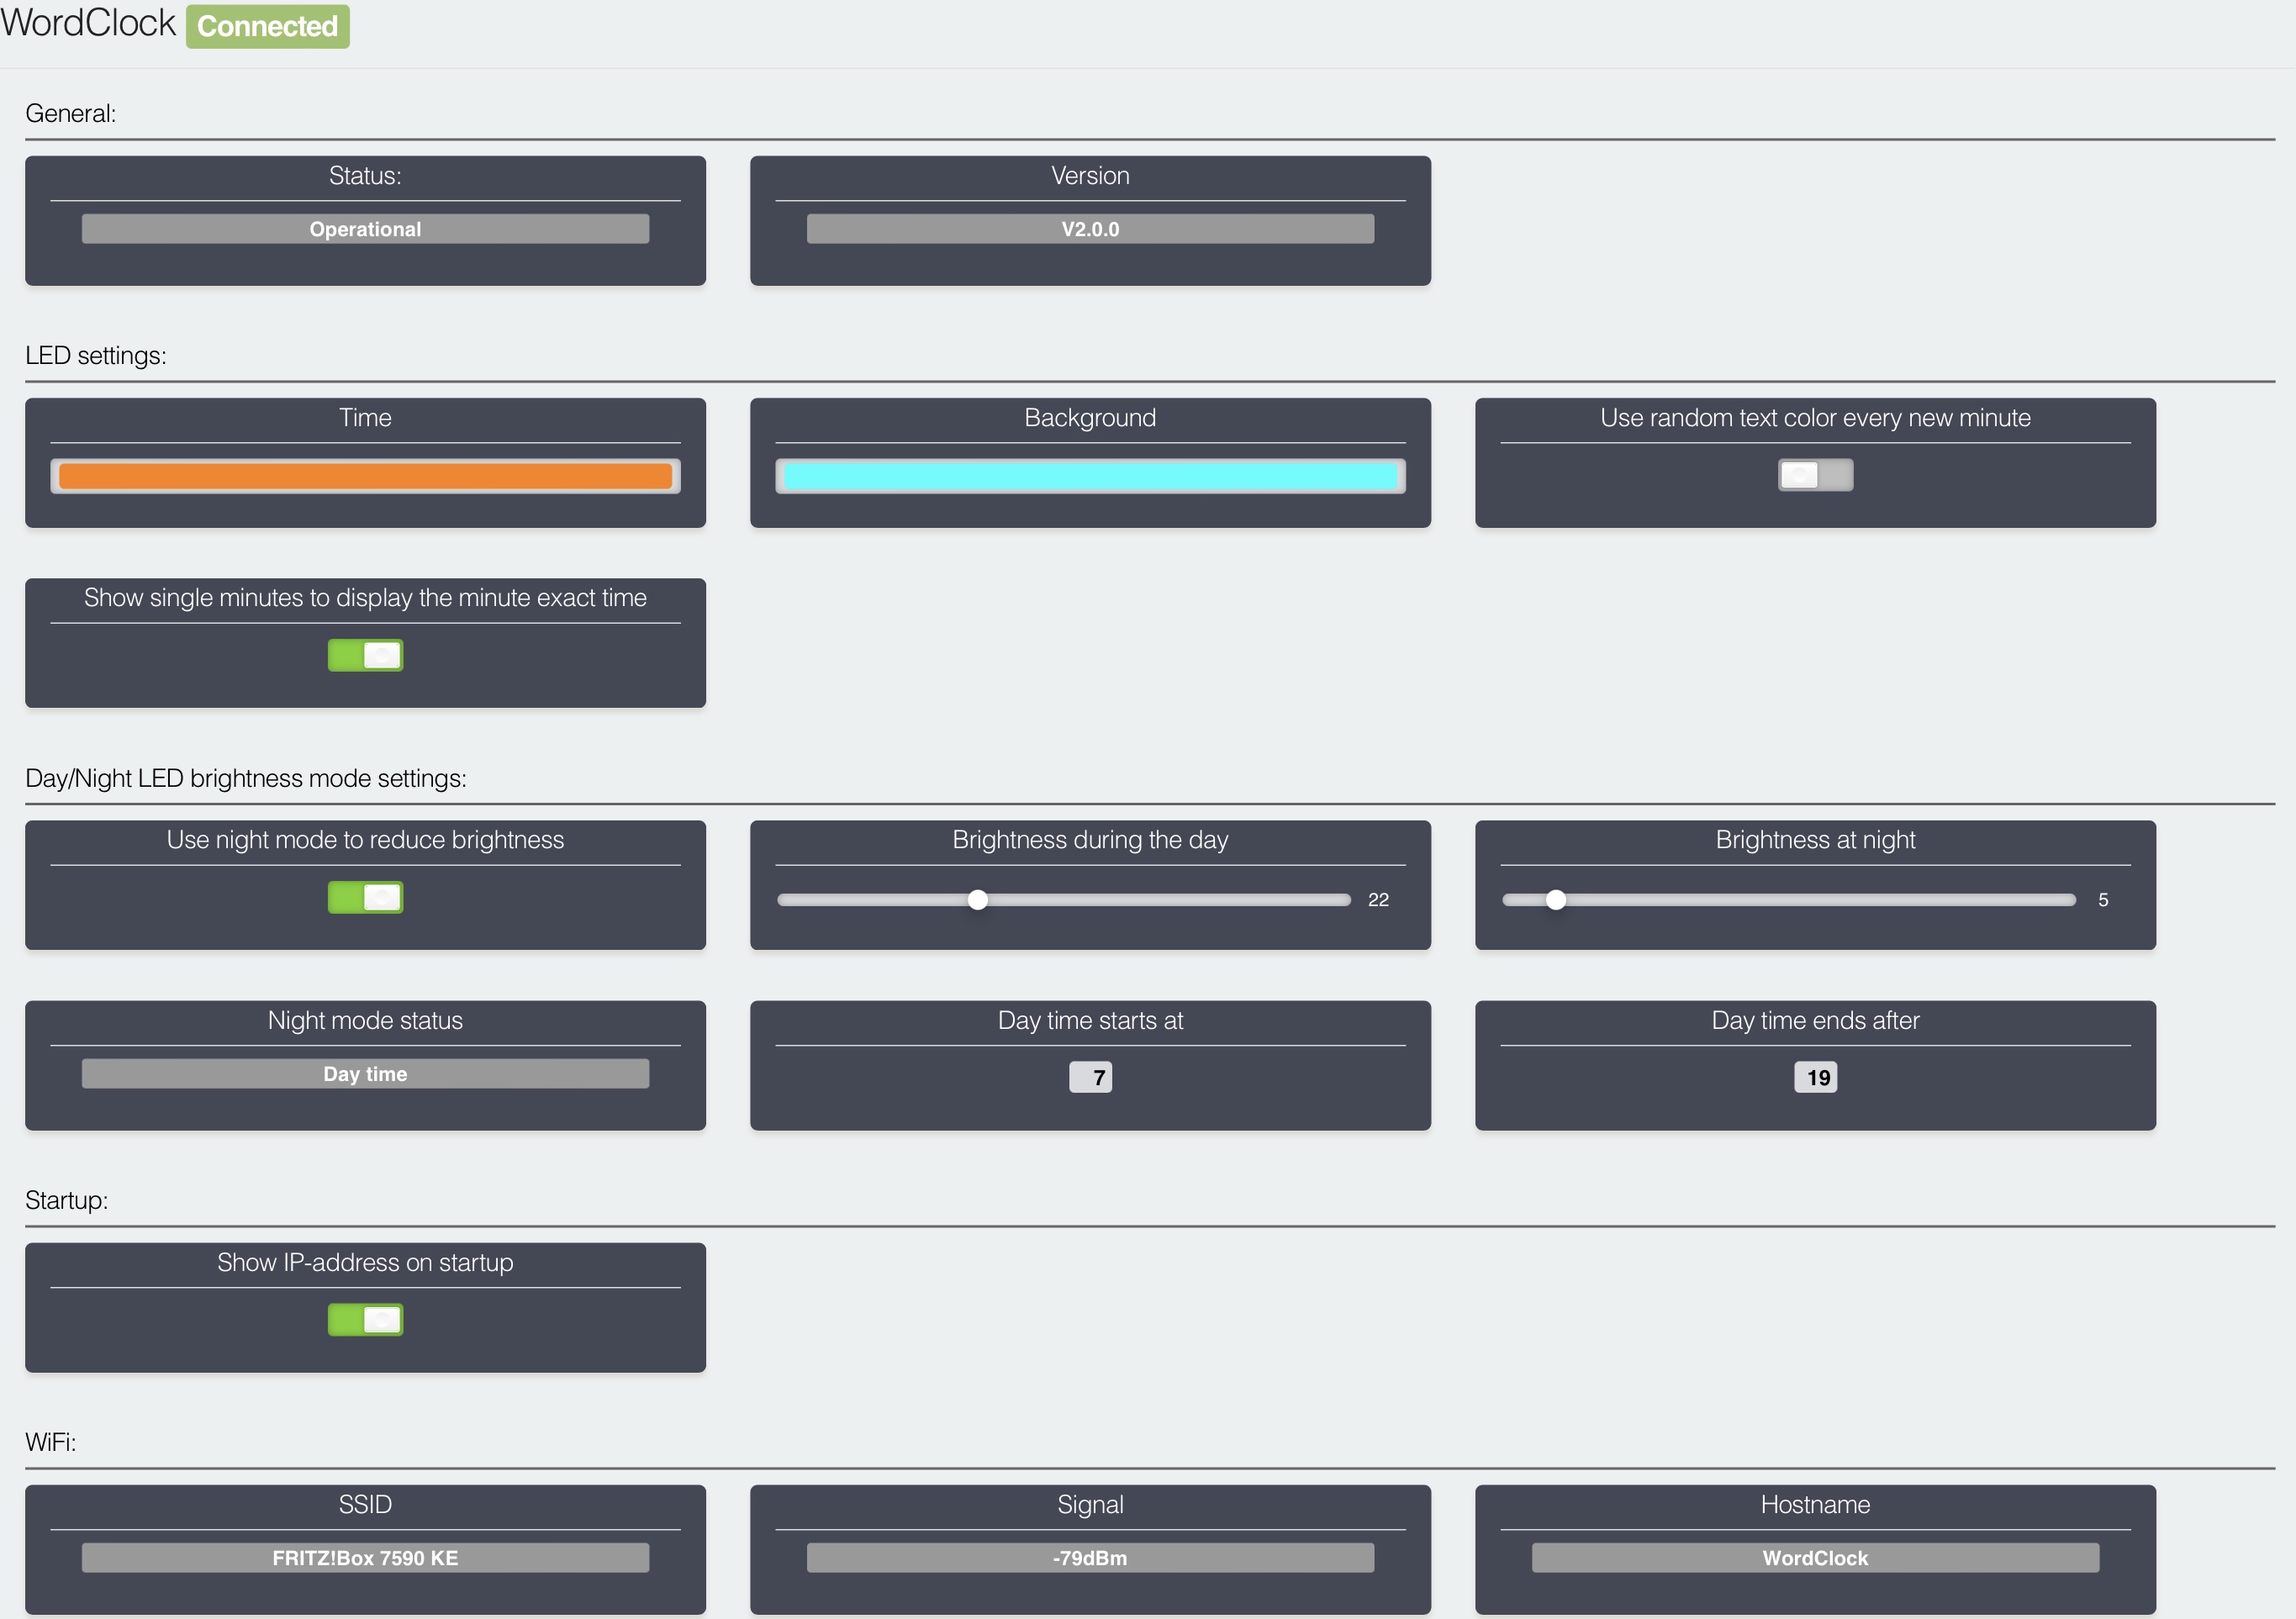 WordClock Connected
General:
Status:
Operational
Version
V2.0.0
LED settings:
Time
Background
Use random text color every new minute
Show single minutes to display the minute exact time
Day/Night LED brightness mode settings:
Use night mode to reduce brightness
Brightness during the day
22
Brightness at night
5
Night mode status
Day time
Day time starts at
7
Day time ends after
19
Startup:
Show IP-address on startup
WiFi:
SSID
FRITZ!Box 7590 KE
Signal
-79dBm
Hostname
WordClock